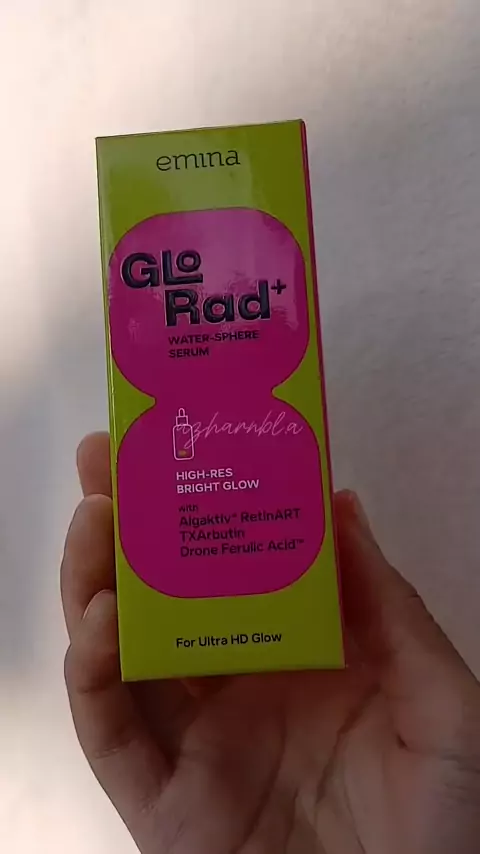 emina
GLO
Rad+
WATER-SPHERE
SERUM
azharnbl.a
HIGH-RES
BRIGHT GLOW
with
Algaktiv® RetinART
TXArbutin
Drone Ferulic Acid™
For Ultra HD Glow